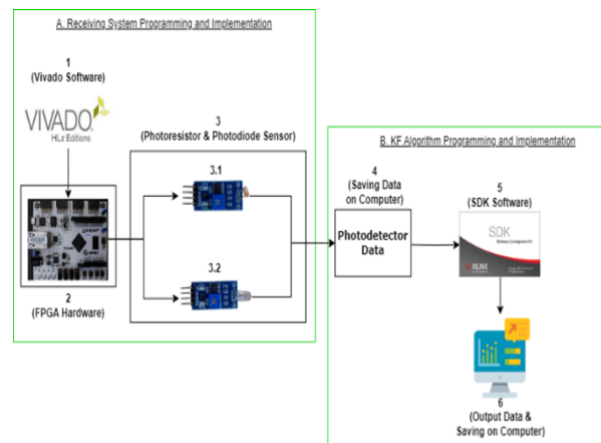 A. Receiving System Programming and Implementation
1
(Vivado Software)
VIVADO
HLx Editions
2
(FPGA Hardware)
3
(Photoresistor & Photodiode Sensor)
3.1
3.2
B. KF Algorithm Programming and Implementation
4
(Saving Data
on Computer)
Photodetector
Data
5
(SDK Software)
SDK
XILINX
6
(Output Data &
Saving on Computer)